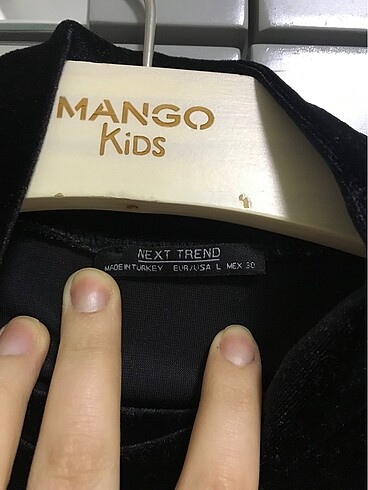 MANGO
KiDS
NEXT TREND
MADE IN TURKEY EUR/USA L MEX 30